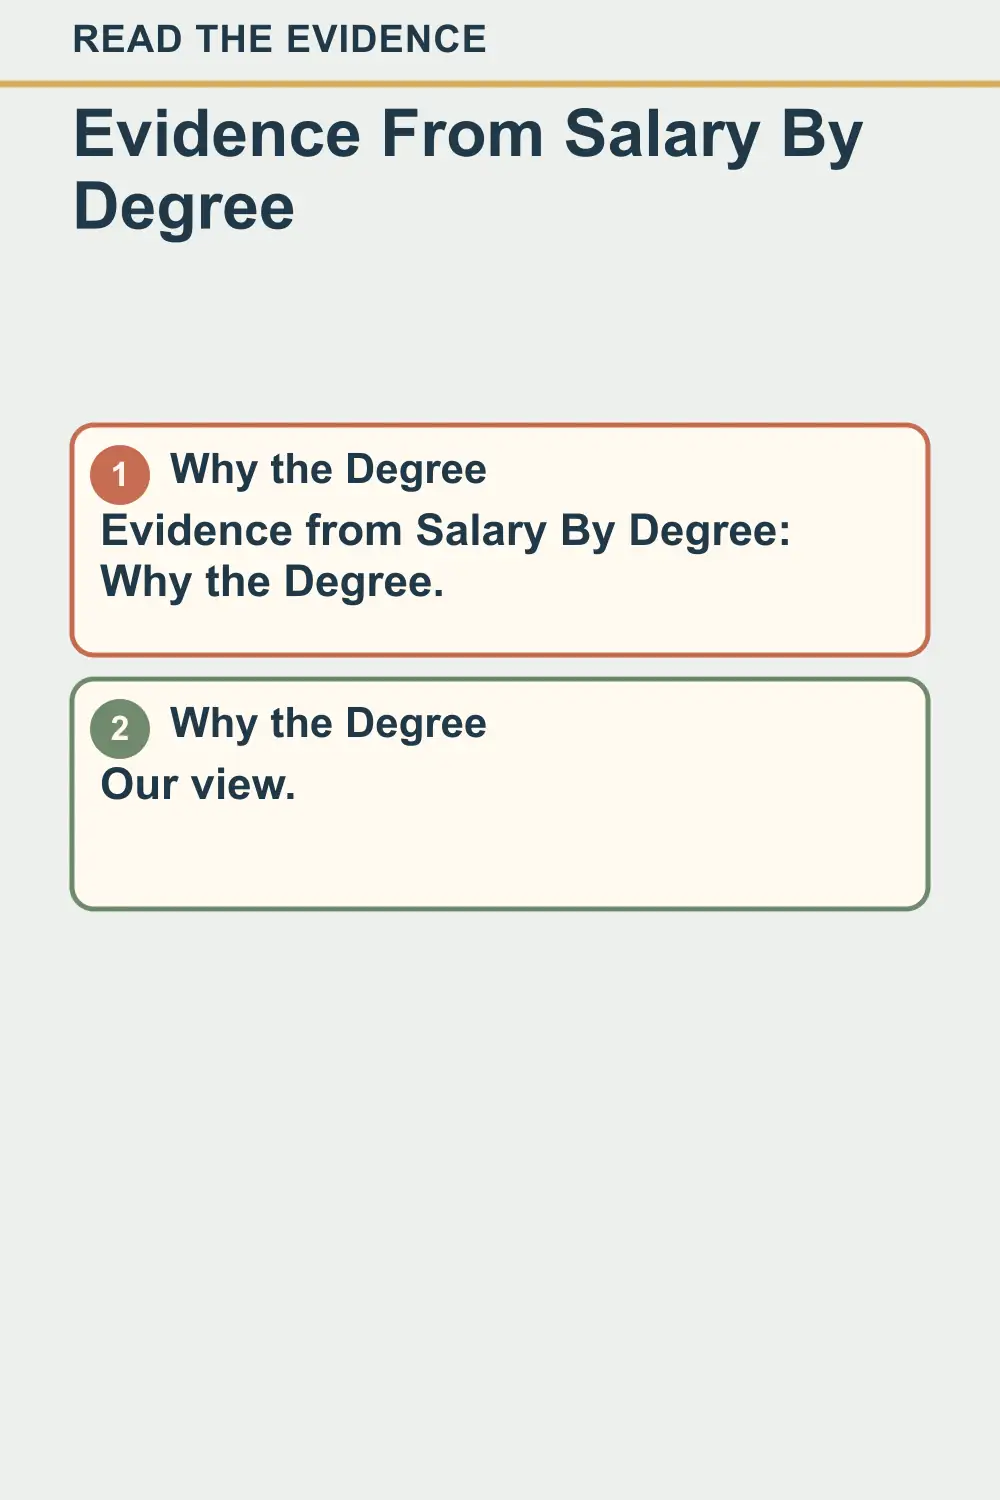 READ THE EVIDENCE
Evidence From Salary By
Degree
1 Why the Degree
Evidence from Salary By Degree:
Why the Degree.
2 Why the Degree
Our view.